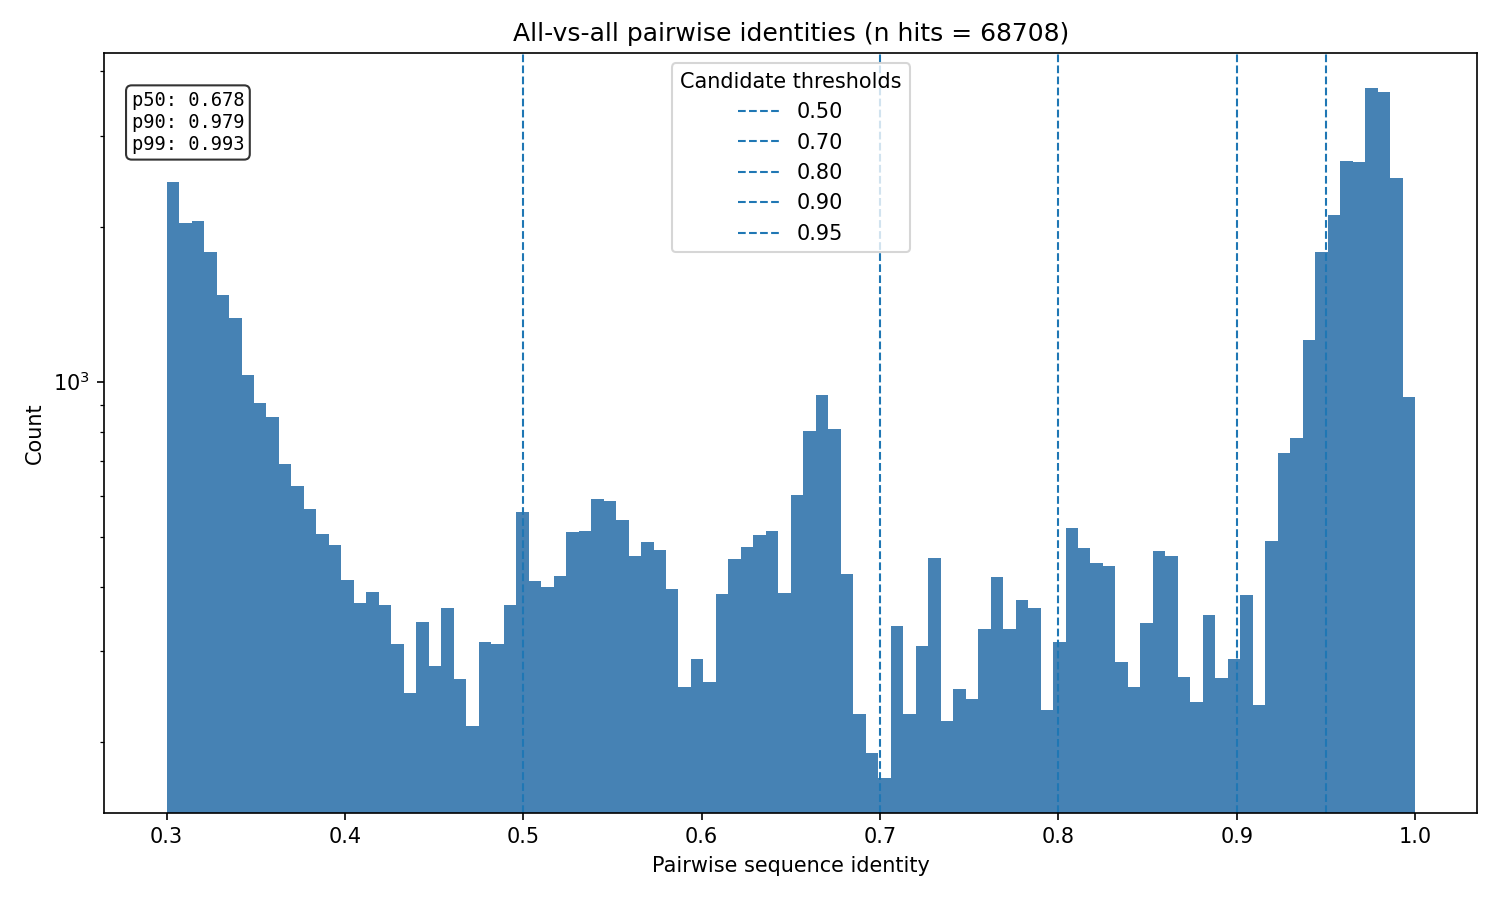 All-vs-all pairwise identities (n hits = 68708)
p50: 0.678
p90: 0.979
p99: 0.993
Candidate thresholds
0.50
0.70
0.80
0.90
0.95
10³
Count
0.3 0.4 0.5 0.6 0.7 0.8 0.9 1.0
Pairwise sequence identity